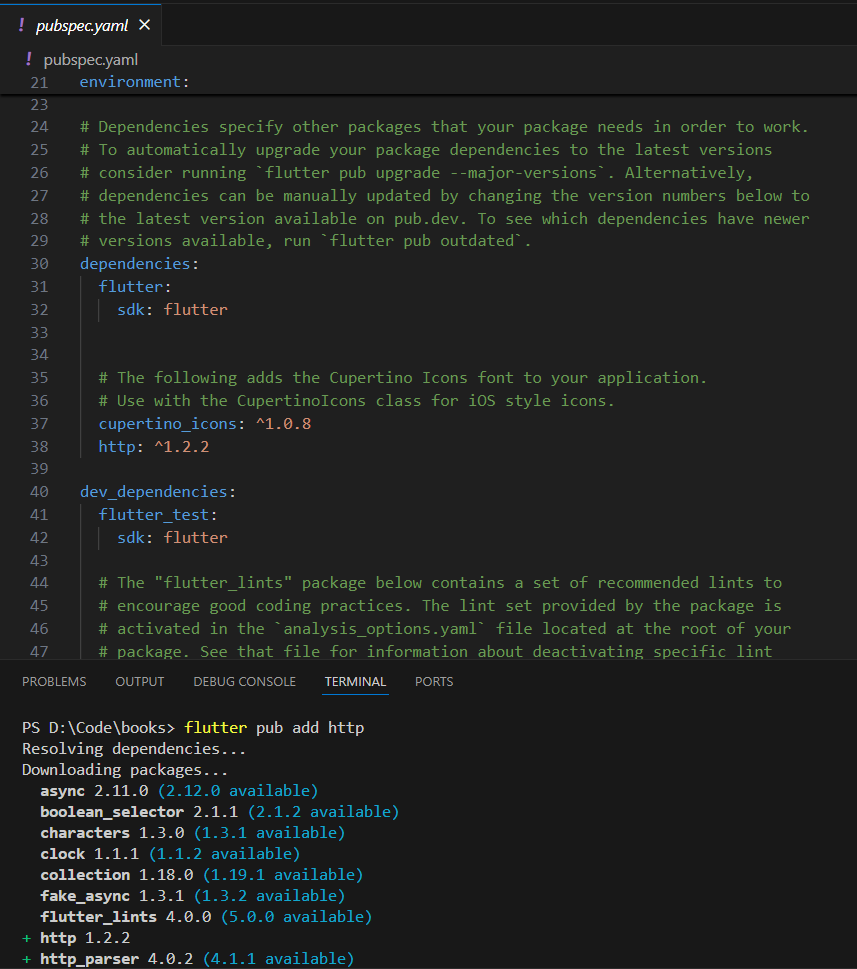 ! pubspec.yaml ✕
! pubspec.yaml
21 environment:
23
24 # Dependencies specify other packages that your package needs in order to work.
25 # To automatically upgrade your package dependencies to the latest versions
26 # consider running `flutter pub upgrade --major-versions`. Alternatively,
27 # dependencies can be manually updated by changing the version numbers below to
28 # the latest version available on pub.dev. To see which dependencies have newer
29 # versions available, run `flutter pub outdated`.
30 dependencies:
31   flutter:
32     sdk: flutter
33
34
35   # The following adds the Cupertino Icons font to your application.
36   # Use with the CupertinoIcons class for iOS style icons.
37   cupertino_icons: ^1.0.8
38   http: ^1.2.2
39
40 dev_dependencies:
41   flutter_test:
42     sdk: flutter
43
44   # The "flutter_lints" package below contains a set of recommended lints to
45   # encourage good coding practices. The lint set provided by the package is
46   # activated in the `analysis_options.yaml` file located at the root of your
47   # package. See that file for information about deactivating specific lint
PROBLEMS OUTPUT DEBUG CONSOLE TERMINAL PORTS
PS D:\Code\books> flutter pub add http
Resolving dependencies...
Downloading packages...
  async 2.11.0 (2.12.0 available)
  boolean_selector 2.1.1 (2.1.2 available)
  characters 1.3.0 (1.3.1 available)
  clock 1.1.1 (1.1.2 available)
  collection 1.18.0 (1.19.1 available)
  fake_async 1.3.1 (1.3.2 available)
  flutter_lints 4.0.0 (5.0.0 available)
+ http 1.2.2
+ http_parser 4.0.2 (4.1.1 available)